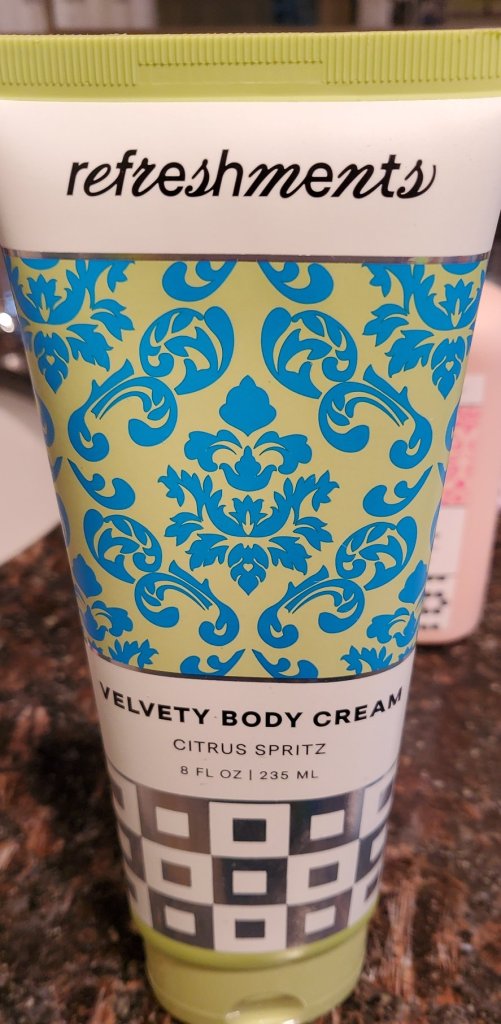 refreshments
VELVETY BODY CREAM
CITRUS SPRITZ
8 FL OZ | 235 ML